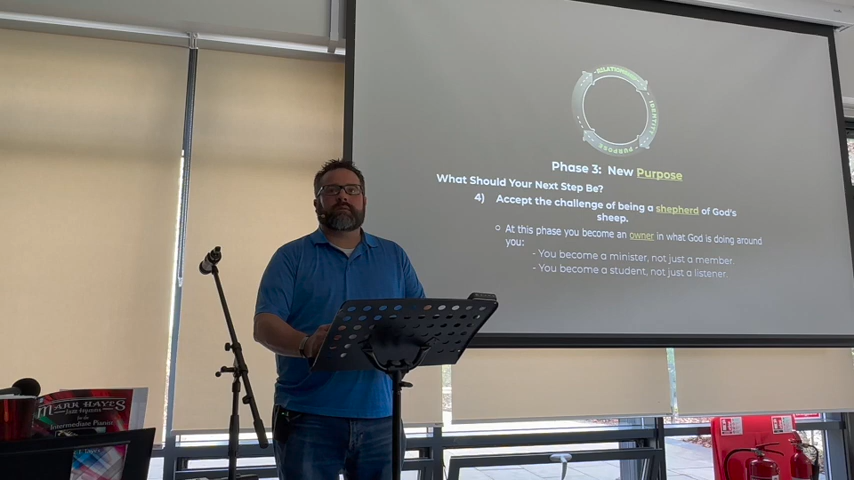 RELATIONSHIP
IDENTITY
PURPOSE
Phase 3: New Purpose
What Should Your Next Step Be?
4) Accept the challenge of being a shepherd of God's
sheep.
At this phase you become an owner in what God is doing around
you:
- You become a minister, not just a member.
- You become a student, not just a listener.
MARK HAYES
for the
Intermediate Pianist